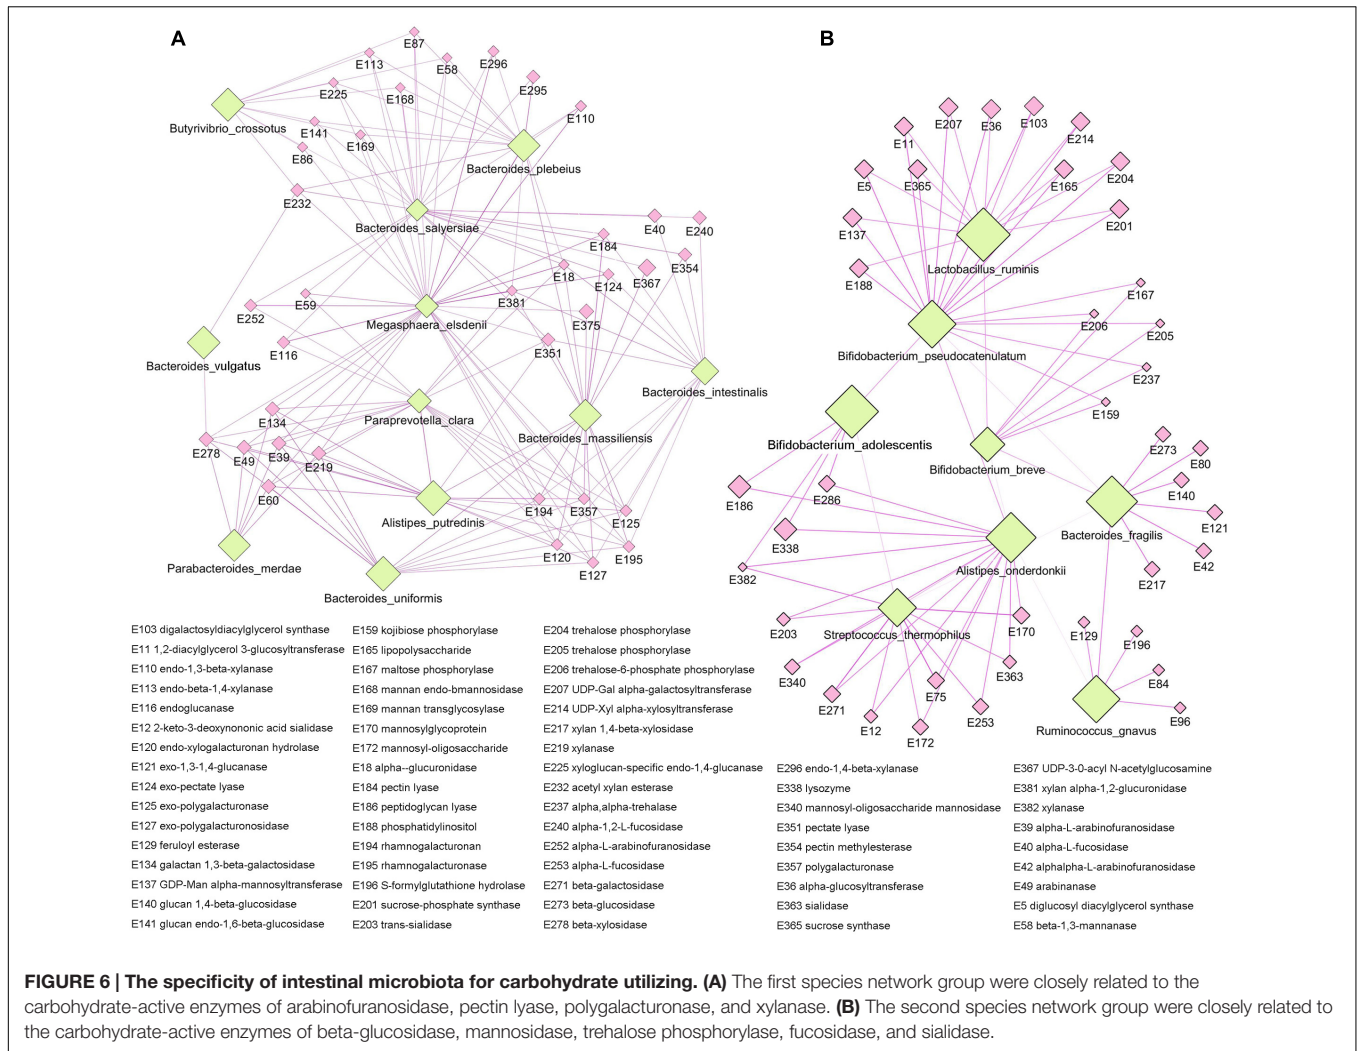 A
B
E87
E113
E58
E296
E295
E225
E168
E110
Butyrivibrio_crossotus
E141
E169
E86
Bacteroides_plebeius
E232
Bacteroides_salyersiae
E40
E240
E184
E354
E18
E124
E367
E59
E252
E381
Megasphaera_elsdenii
E375
E116
E351
Bacteroides_vulgatus
Bacteroides_intestinalis
E134
Paraprevotella_clara
Bacteroides_massiliensis
E278
E49
E39
E219
E60
Alistipes_putredinis
E194
E357
E125
E120
E195
E127
Parabacteroides_merdae
Bacteroides_uniformis
E207
E36
E103
E214
E11
E5
E365
E165
E204
E137
E201
Lactobacillus_ruminis
E188
E167
E206
E205
Bifidobacterium_pseudocatenulatum
E237
E159
Bifidobacterium_adolescentis
Bifidobacterium_breve
E273
E80
E140
E121
E42
E217
Bacteroides_fragilis
E186
E286
E338
Alistipes_onderdonkii
E382
E203
Streptococcus_thermophilus
E170
E129
E196
E340
E363
E84
E271
E75
E12
E172
E253
E96
Ruminococcus_gnavus
E103 digalactosyldiacylglycerol synthase
E11 1,2-diacylglycerol 3-glucosyltransferase
E110 endo-1,3-beta-xylanase
E113 endo-beta-1,4-xylanase
E116 endoglucanase
E12 2-keto-3-deoxynononic acid sialidase
E120 endo-xylogalacturonan hydrolase
E121 exo-1,3-1,4-glucanase
E124 exo-pectate lyase
E125 exo-polygalacturonase
E127 exo-polygalacturonosidase
E129 feruloyl esterase
E134 galactan 1,3-beta-galactosidase
E137 GDP-Man alpha-mannosyltransferase
E140 glucan 1,4-beta-glucosidase
E141 glucan endo-1,6-beta-glucosidase
E159 kojibiose phosphorylase
E165 lipopolysaccharide
E167 maltose phosphorylase
E168 mannan endo-bmannosidase
E169 mannan transglycosylase
E170 mannosylglycoprotein
E172 mannosyl-oligosaccharide
E18 alpha--glucuronidase
E184 pectin lyase
E186 peptidoglycan lyase
E188 phosphatidylinositol
E194 rhamnogalacturonan
E195 rhamnogalacturonase
E196 S-formylglutathione hydrolase
E201 sucrose-phosphate synthase
E203 trans-sialidase
E204 trehalose phosphorylase
E205 trehalose phosphorylase
E206 trehalose-6-phosphate phosphorylase
E207 UDP-Gal alpha-galactosyltransferase
E214 UDP-Xyl alpha-xylosyltransferase
E217 xylan 1,4-beta-xylosidase
E219 xylanase
E225 xyloglucan-specific endo-1,4-glucanase
E232 acetyl xylan esterase
E237 alpha,alpha-trehalase
E240 alpha-1,2-L-fucosidase
E252 alpha-L-arabinofuranosidase
E253 alpha-L-fucosidase
E271 beta-galactosidase
E273 beta-glucosidase
E278 beta-xylosidase
E296 endo-1,4-beta-xylanase
E338 lysozyme
E340 mannosyl-oligosaccharide mannosidase
E351 pectate lyase
E354 pectin methylesterase
E357 polygalacturonase
E36 alpha-glucosyltransferase
E363 sialidase
E365 sucrose synthase
E367 UDP-3-0-acyl N-acetylglucosamine
E381 xylan alpha-1,2-glucuronidase
E382 xylanase
E39 alpha-L-arabinofuranosidase
E40 alpha-L-fucosidase
E42 alphalpha-L-arabinofuranosidase
E49 arabinanase
E5 diglucosyl diacylglycerol synthase
E58 beta-1,3-mannanase
FIGURE 6 | The specificity of intestinal microbiota for carbohydrate utilizing. (A) The first species network group were closely related to the
carbohydrate-active enzymes of arabinofuranosidase, pectin lyase, polygalacturonase, and xylanase. (B) The second species network group were closely related to
the carbohydrate-active enzymes of beta-glucosidase, mannosidase, trehalose phosphorylase, fucosidase, and sialidase.